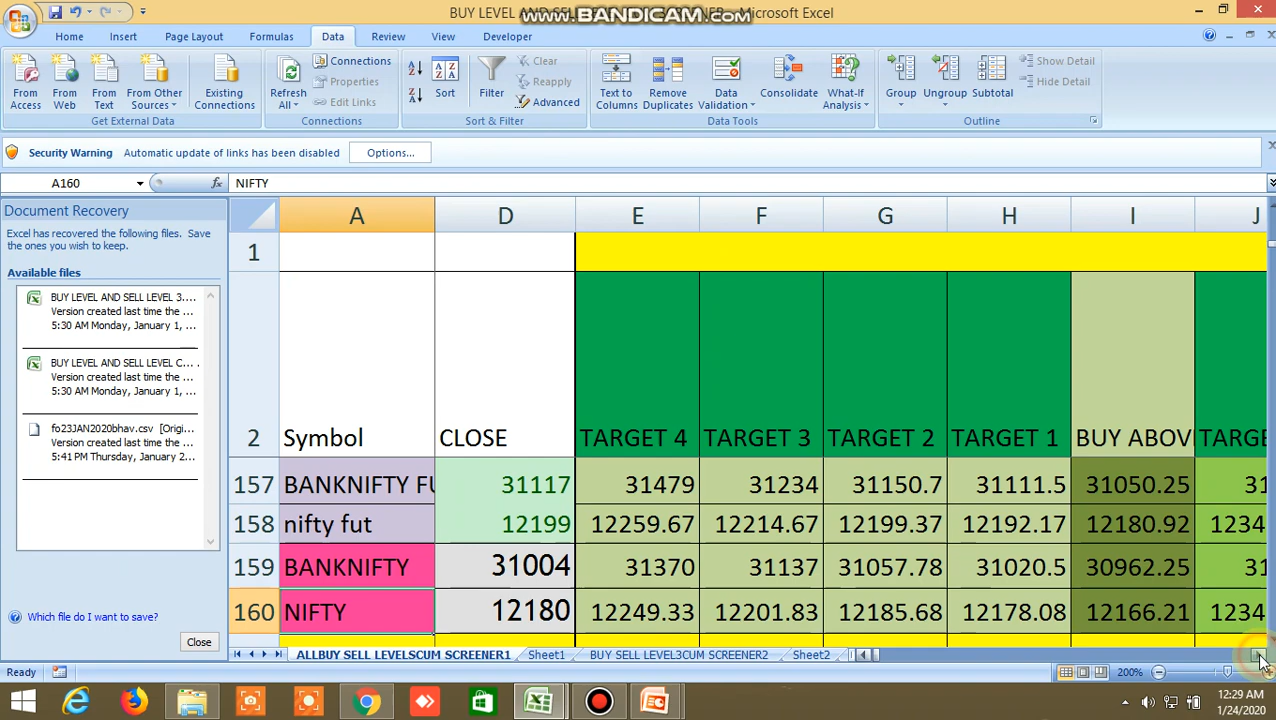 BUY LEVEL AND SEL www.BANDICAM.com NER - Microsoft Excel
Home Insert Page Layout Formulas Data Review View Developer
From Access From Web From Text From Other Sources Existing Connections
Refresh All Connections Properties Edit Links
Sort Filter Clear Reapply Advanced
Text to Columns Remove Duplicates Data Validation Consolidate What-If Analysis
Group Ungroup Subtotal Show Detail Hide Detail
Get External Data Connections Sort & Filter Data Tools Outline
Security Warning Automatic update of links has been disabled Options...
A160 fx NIFTY
Document Recovery
Excel has recovered the following files. Save
the ones you wish to keep.
Available files
BUY LEVEL AND SELL LEVEL 3....
Version created last time the ...
5:30 AM Monday, January 1, ...
BUY LEVEL AND SELL LEVEL C... .
Version created last time the ...
5:30 AM Monday, January 1, ...
fo23JAN2020bhav.csv [Origi...
Version created last time the ...
5:41 PM Thursday, January 2...
Which file do I want to save?
Close
A D E F G H I J
1
2 Symbol CLOSE TARGET 4 TARGET 3 TARGET 2 TARGET 1 BUY ABOV TARGE
157 BANKNIFTY FU 31117 31479 31234 31150.7 31111.5 31050.25 31
158 nifty fut 12199 12259.67 12214.67 12199.37 12192.17 12180.92 1234
159 BANKNIFTY 31004 31370 31137 31057.78 31020.5 30962.25 31
160 NIFTY 12180 12249.33 12201.83 12185.68 12178.08 12166.21 1234
ALLBUY SELL LEVELSCUM SCREENER1 Sheet1 BUY SELL LEVEL3CUM SCREENER2 Sheet2
Ready 200%
12:29 AM
1/24/2020